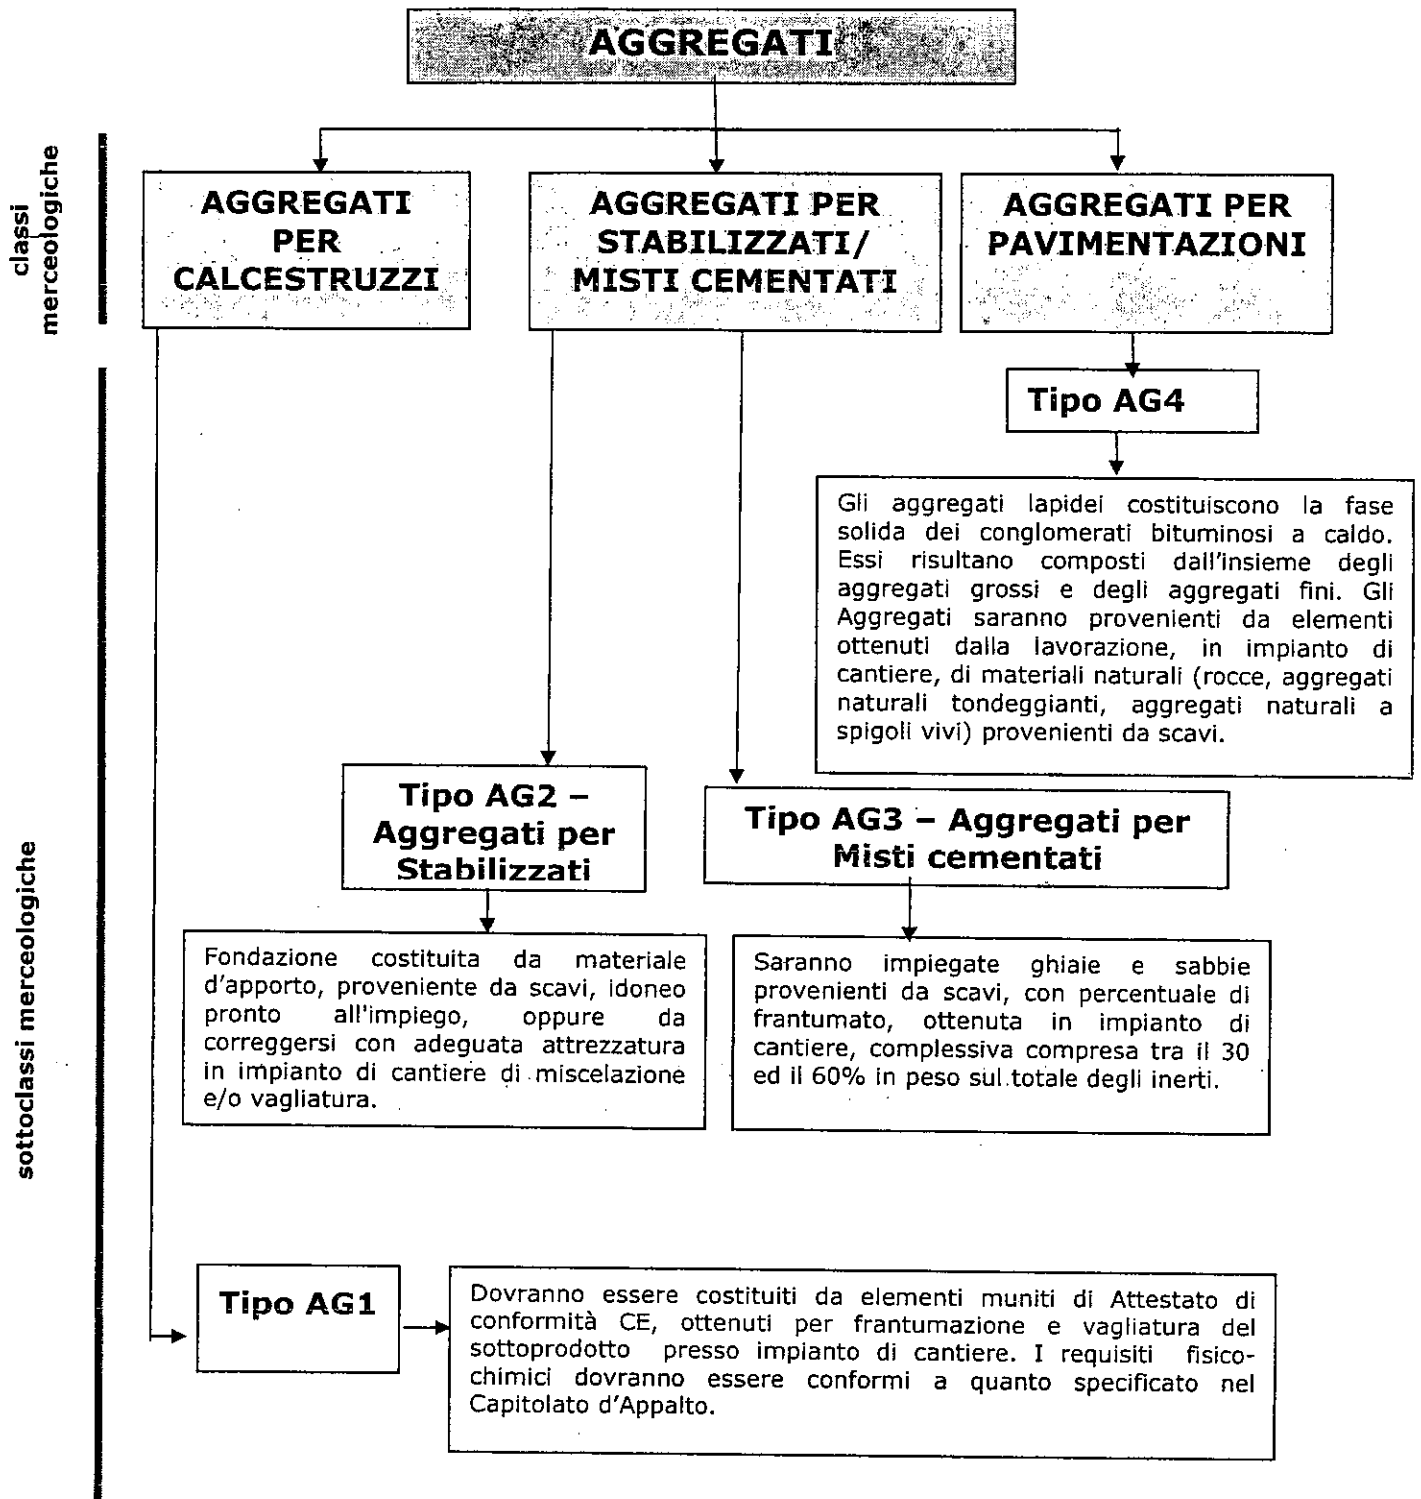 AGGREGATI
classi
merceologiche
AGGREGATI
PER
CALCESTRUZZI
AGGREGATI PER
STABILIZZATI/
MISTI CEMENTATI
AGGREGATI PER
PAVIMENTAZIONI
sottoclassi merceologiche
Tipo AG4
Gli aggregati lapidei costituiscono la fase
solida dei conglomerati bituminosi a caldo.
Essi risultano composti dall'insieme degli
aggregati grossi e degli aggregati fini. Gli
Aggregati saranno provenienti da elementi
ottenuti dalla lavorazione, in impianto di
cantiere, di materiali naturali (rocce, aggregati
naturali tondeggianti, aggregati naturali a
spigoli vivi) provenienti da scavi.
Tipo AG2 –
Aggregati per
Stabilizzati
Tipo AG3 – Aggregati per
Misti cementati
Fondazione costituita da materiale
d'apporto, proveniente da scavi, idoneo
pronto all'impiego, oppure da
correggersi con adeguata attrezzatura
in impianto di cantiere di miscelazione
e/o vagliatura.
Saranno impiegate ghiaie e sabbie
provenienti da scavi, con percentuale di
frantumato, ottenuta in impianto di
cantiere, complessiva compresa tra il 30
ed il 60% in peso sul totale degli inerti.
Tipo AG1
Dovranno essere costituiti da elementi muniti di Attestato di
conformità CE, ottenuti per frantumazione e vagliatura del
sottoprodotto presso impianto di cantiere. I requisiti fisico-
chimici dovranno essere conformi a quanto specificato nel
Capitolato d'Appalto.